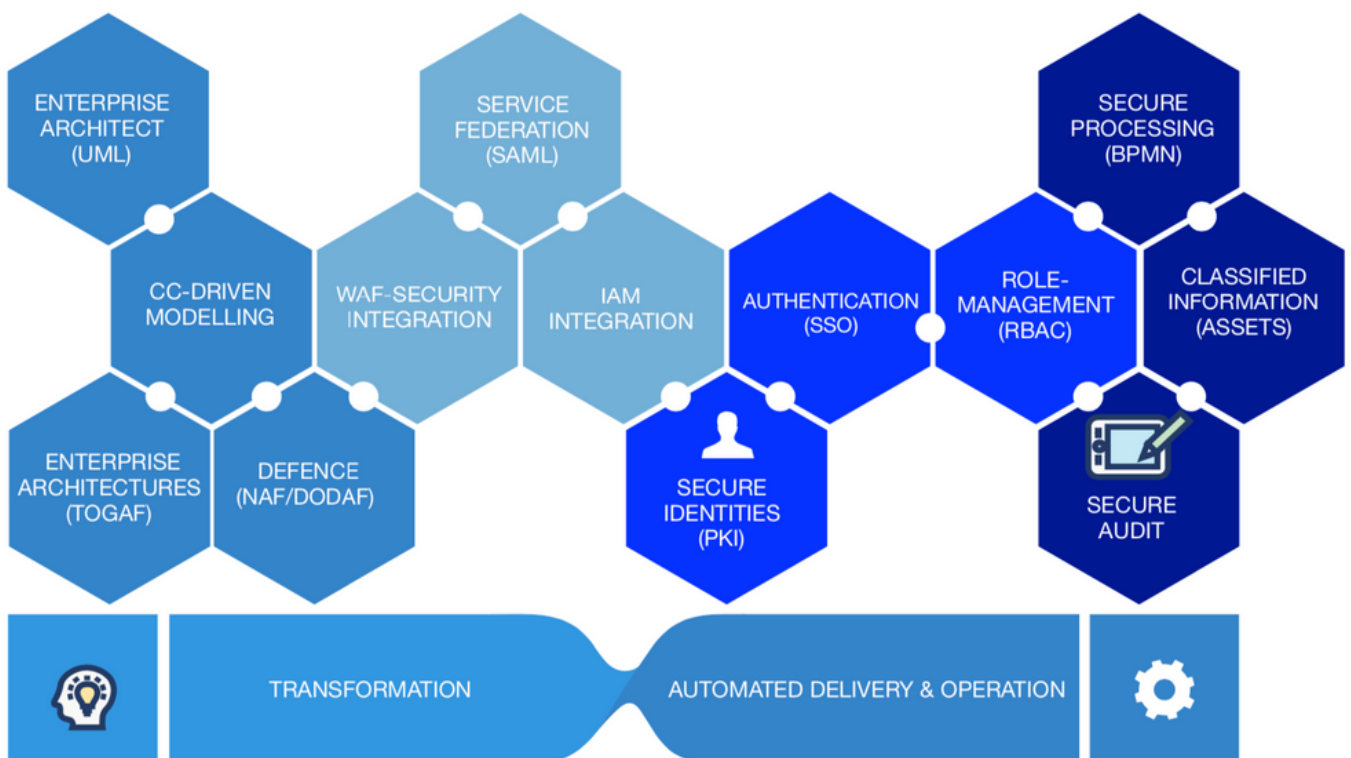 ENTERPRISE
ARCHITECT
(UML)
SERVICE
FEDERATION
(SAML)
SECURE
PROCESSING
(BPMN)
CC-DRIVEN
MODELLING
WAF-SECURITY
INTEGRATION
IAM
INTEGRATION
AUTHENTICATION
(SSO)
ROLE-
MANAGEMENT
(RBAC)
CLASSIFIED
INFORMATION
(ASSETS)
ENTERPRISE
ARCHITECTURES
(TOGAF)
DEFENCE
(NAF/DODAF)
SECURE
IDENTITIES
(PKI)
SECURE
AUDIT
TRANSFORMATION
AUTOMATED DELIVERY & OPERATION